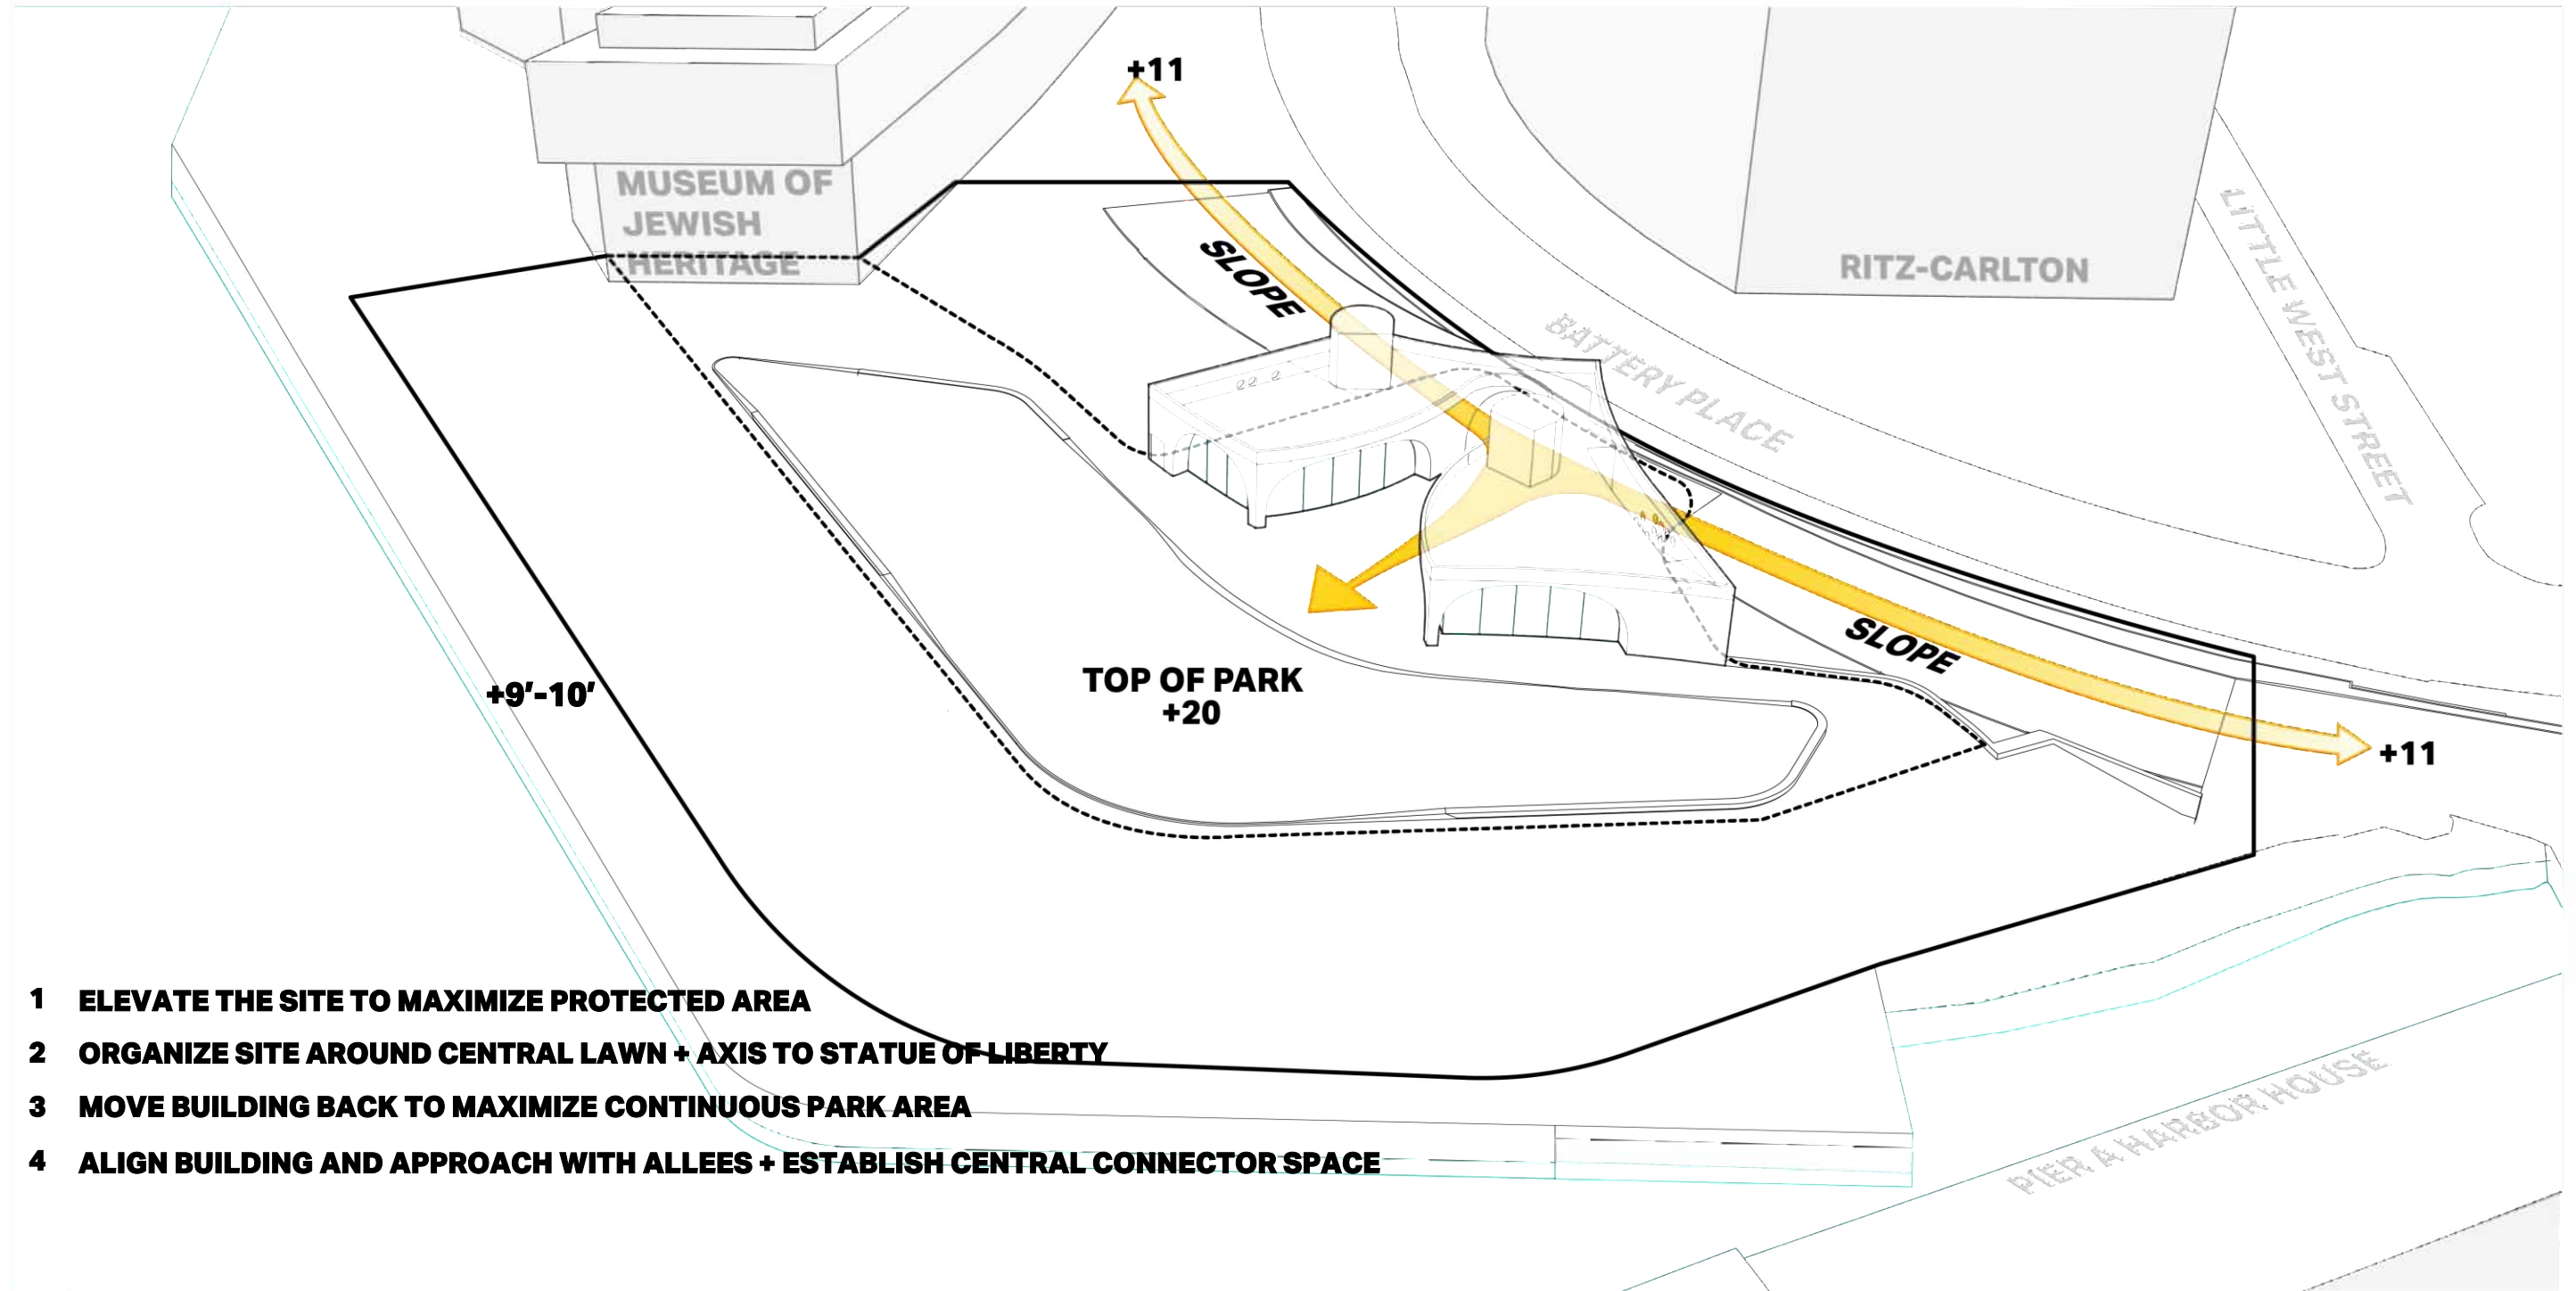 +11
MUSEUM OF
JEWISH
HERITAGE
SLOPE
RITZ-CARLTON
LITTLE WEST STREET
BATTERY PLACE
SLOPE
TOP OF PARK
+20
+9'-10'
+11
1 ELEVATE THE SITE TO MAXIMIZE PROTECTED AREA
2 ORGANIZE SITE AROUND CENTRAL LAWN + AXIS TO STATUE OF LIBERTY
3 MOVE BUILDING BACK TO MAXIMIZE CONTINUOUS PARK AREA
4 ALIGN BUILDING AND APPROACH WITH ALLEES + ESTABLISH CENTRAL CONNECTOR SPACE
PIER A HARBOR HOUSE